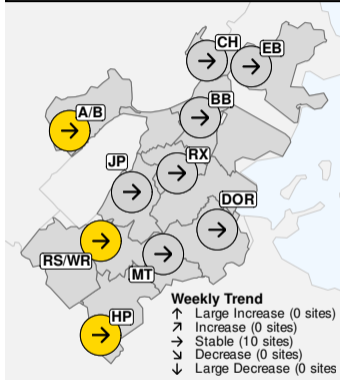 CH
EB
BB
A/B
RX
JP
DOR
RS/WR
MT
HP
Weekly Trend
↑ Large Increase (0 sites)
↗ Increase (0 sites)
→ Stable (10 sites)
↘ Decrease (0 sites)
↓ Large Decrease (0 sites